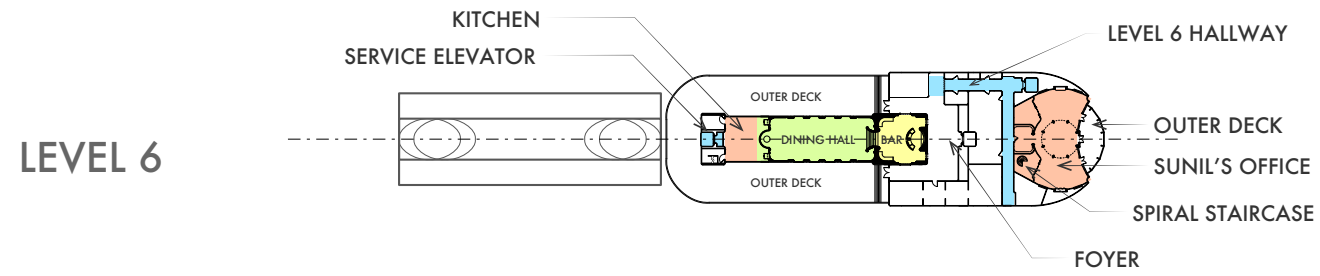 KITCHEN
SERVICE ELEVATOR
LEVEL 6 HALLWAY
OUTER DECK
DINING HALL
BAR
OUTER DECK
OUTER DECK
SUNIL'S OFFICE
SPIRAL STAIRCASE
FOYER
LEVEL 6